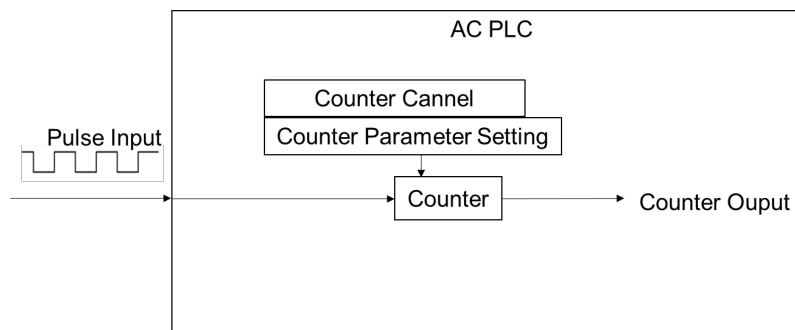 AC PLC
Counter Cannel
Pulse Input
Counter Parameter Setting
Counter
Counter Ouput